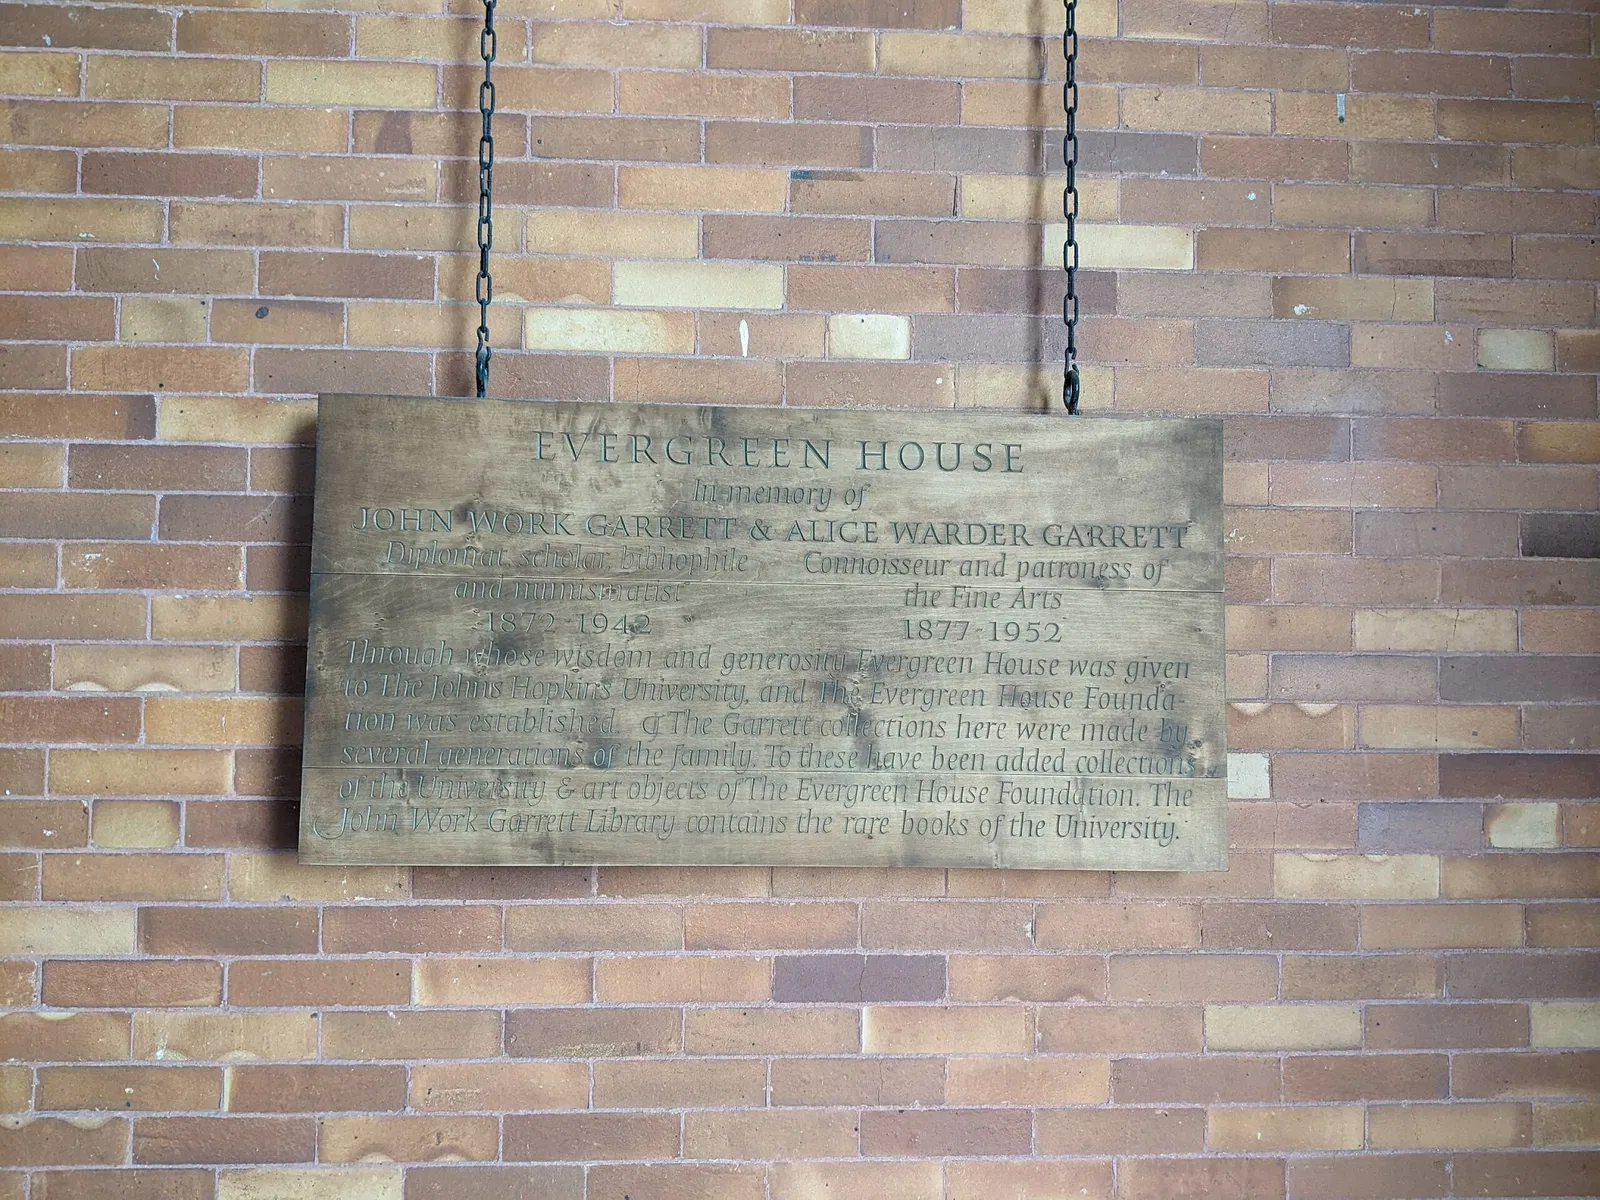 EVERGREEN HOUSE
In memory of
JOHN WORK GARRETT & ALICE WARDER GARRETT
Diplomat, scholar, bibliophile
and numismatist
1872-1942
Connoisseur and patroness of
the Fine Arts
1877-1952
Through whose wisdom and generosity Evergreen House was given
to The Johns Hopkins University, and The Evergreen House Founda-
tion was established. & The Garrett collections here were made by
several generations of the family. To these have been added collections
of the University & art objects of The Evergreen House Foundation. The
John Work Garrett Library contains the rare books of the University.